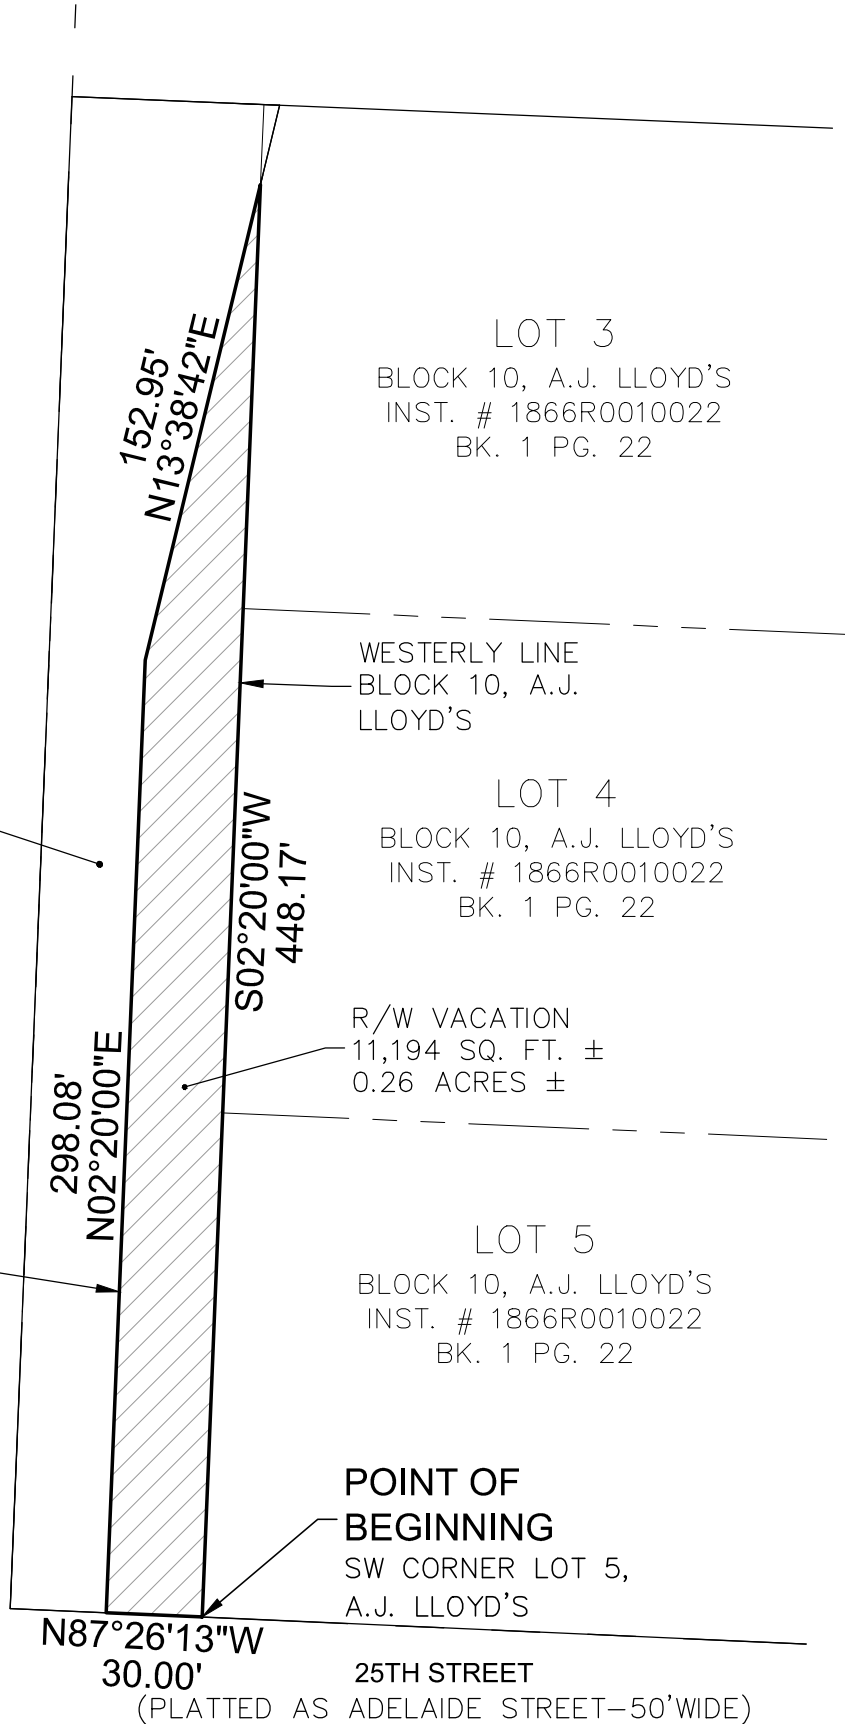 152.95'
N13°38'42"E
LOT 3
BLOCK 10, A.J. LLOYD'S
INST. # 1866R0010022
BK. 1 PG. 22
WESTERLY LINE
BLOCK 10, A.J.
LLOYD'S
LOT 4
BLOCK 10, A.J. LLOYD'S
INST. # 1866R0010022
BK. 1 PG. 22
S02°20'00"W
448.17'
R/W VACATION
11,194 SQ. FT. ±
0.26 ACRES ±
298.08'
N02°20'00"E
LOT 5
BLOCK 10, A.J. LLOYD'S
INST. # 1866R0010022
BK. 1 PG. 22
POINT OF
BEGINNING
SW CORNER LOT 5,
A.J. LLOYD'S
N87°26'13"W
30.00'
25TH STREET
(PLATTED AS ADELAIDE STREET-50'WIDE)